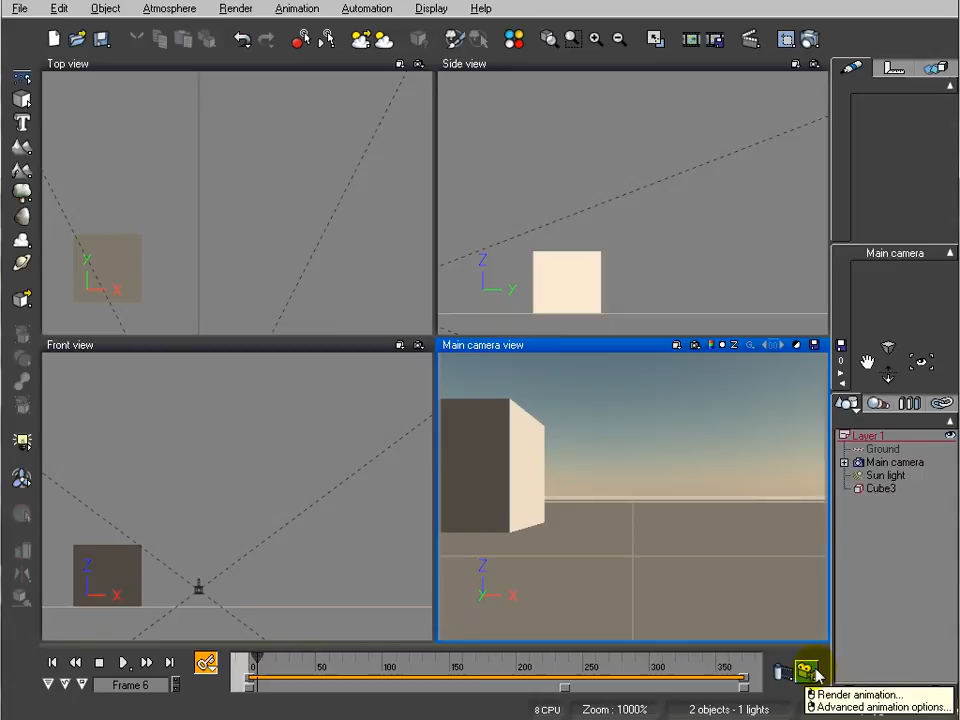 File Edit Object Atmosphere Render Animation Automation Display Help
Top view
Side view
Y
X
Z
Y
Main camera
Front view
Main camera view
Z
0
Layer 1
Ground
Main camera
Sun light
Cube3
Z
X
Z
Y X
0 50 100 150 200 250 300 350
Frame 6
Render animation...
Advanced animation options...
8 CPU Zoom : 1000% 2 objects - 1 lights